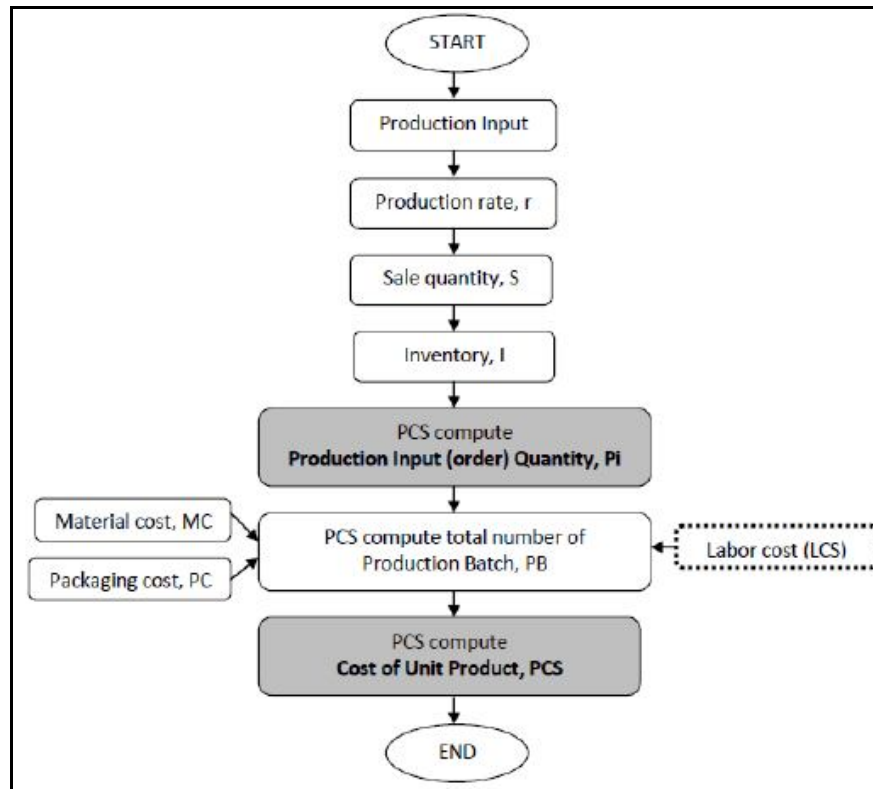 START
Production Input
Production rate, r
Sale quantity, S
Inventory, I
PCS compute
Production Input (order) Quantity, Pi
Material cost, MC
Packaging cost, PC
PCS compute total number of
Production Batch, PB
Labor cost (LCS)
PCS compute
Cost of Unit Product, PCS
END